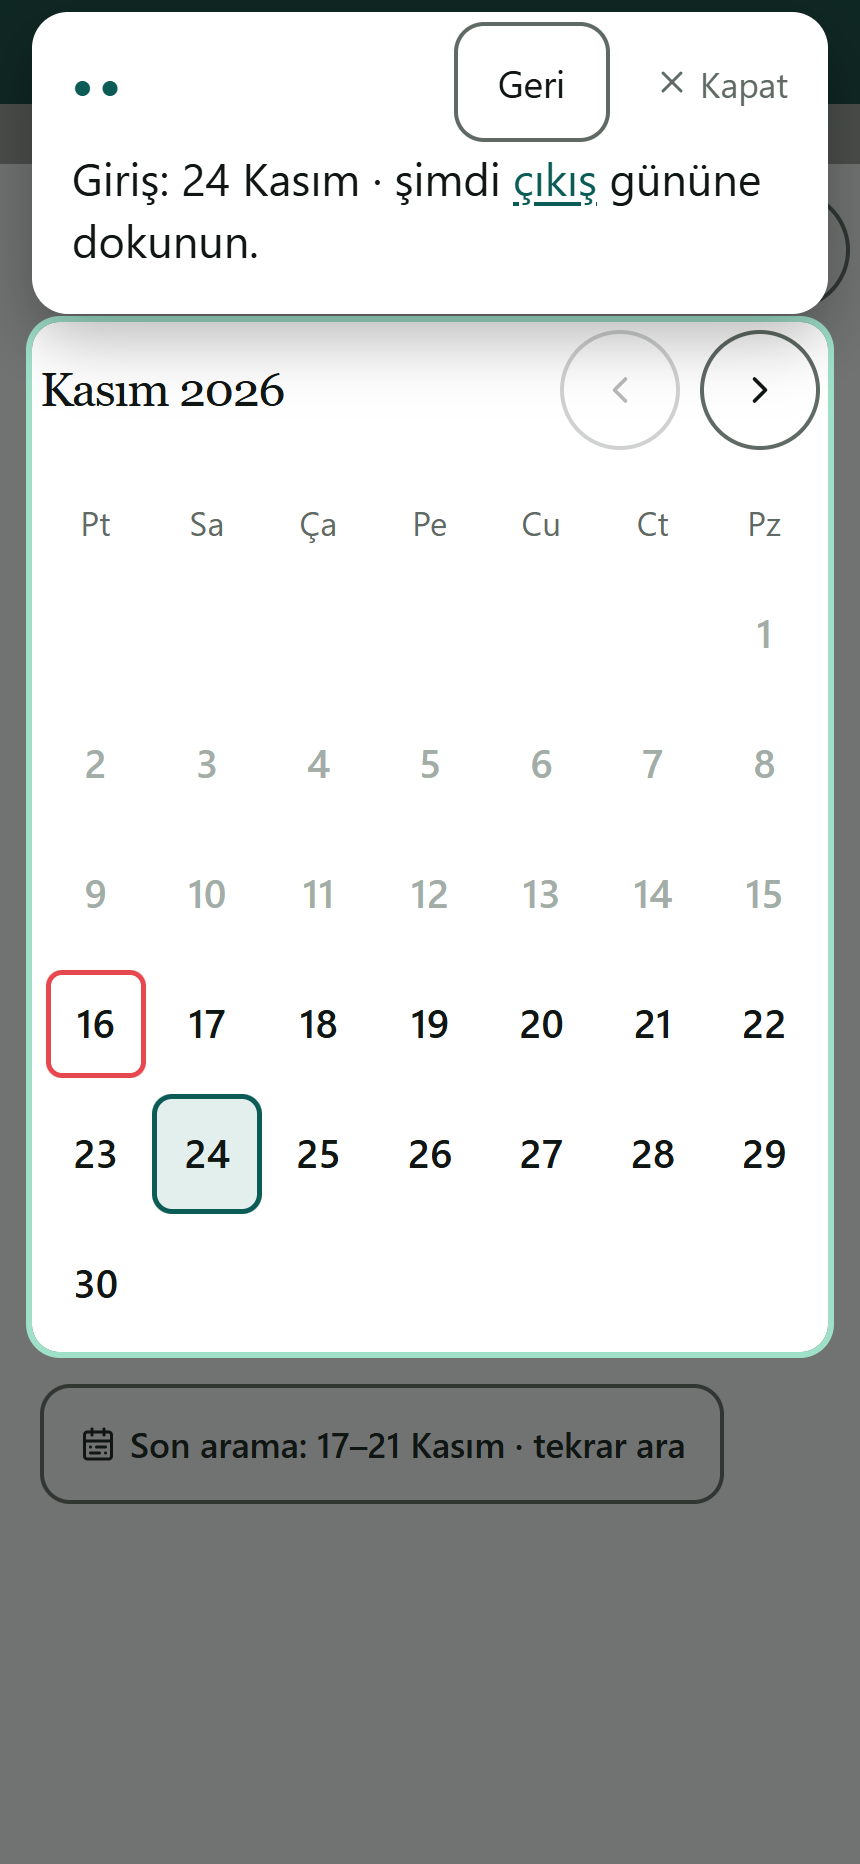 Geri
Kapat
Giriş: 24 Kasım · şimdi çıkış gününe
dokunun.
Kasım 2026
Pt Sa Ça Pe Cu Ct Pz
1
2 3 4 5 6 7 8
9 10 11 12 13 14 15
16 17 18 19 20 21 22
23 24 25 26 27 28 29
30
Son arama: 17–21 Kasım · tekrar ara